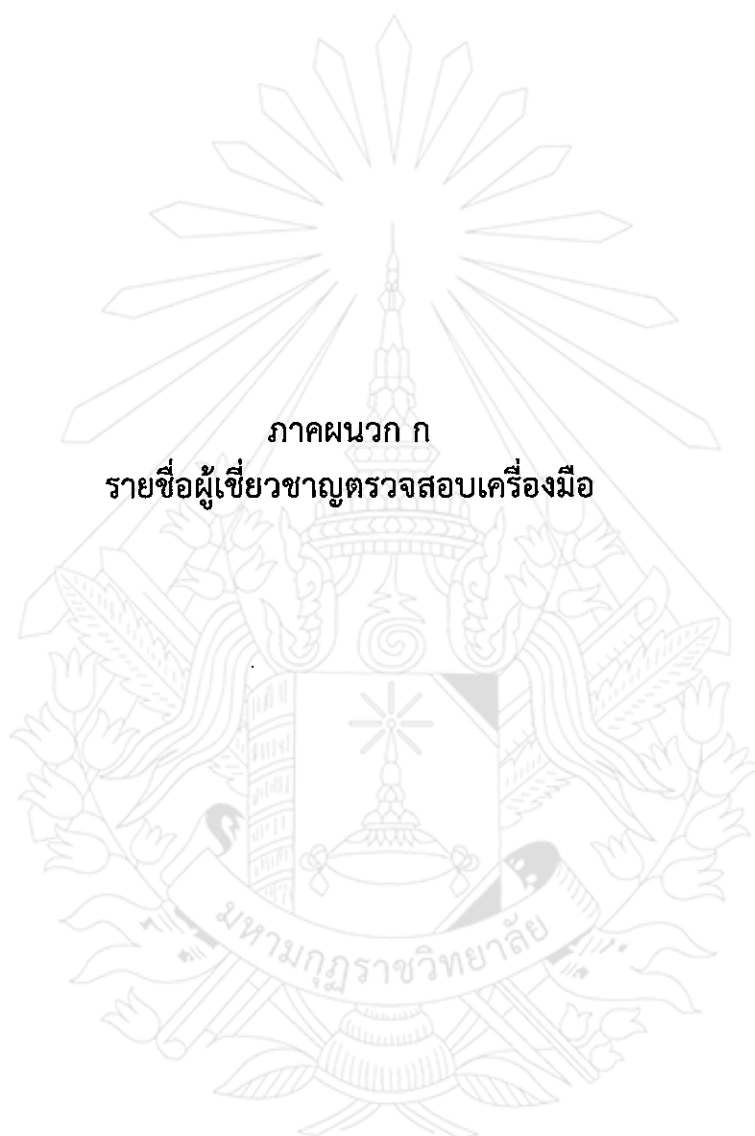 ภาคผนวก ก
รายชื่อผู้เชี่ยวชาญตรวจสอบเครื่องมือ
มหามกุฏราชวิทยาลัย